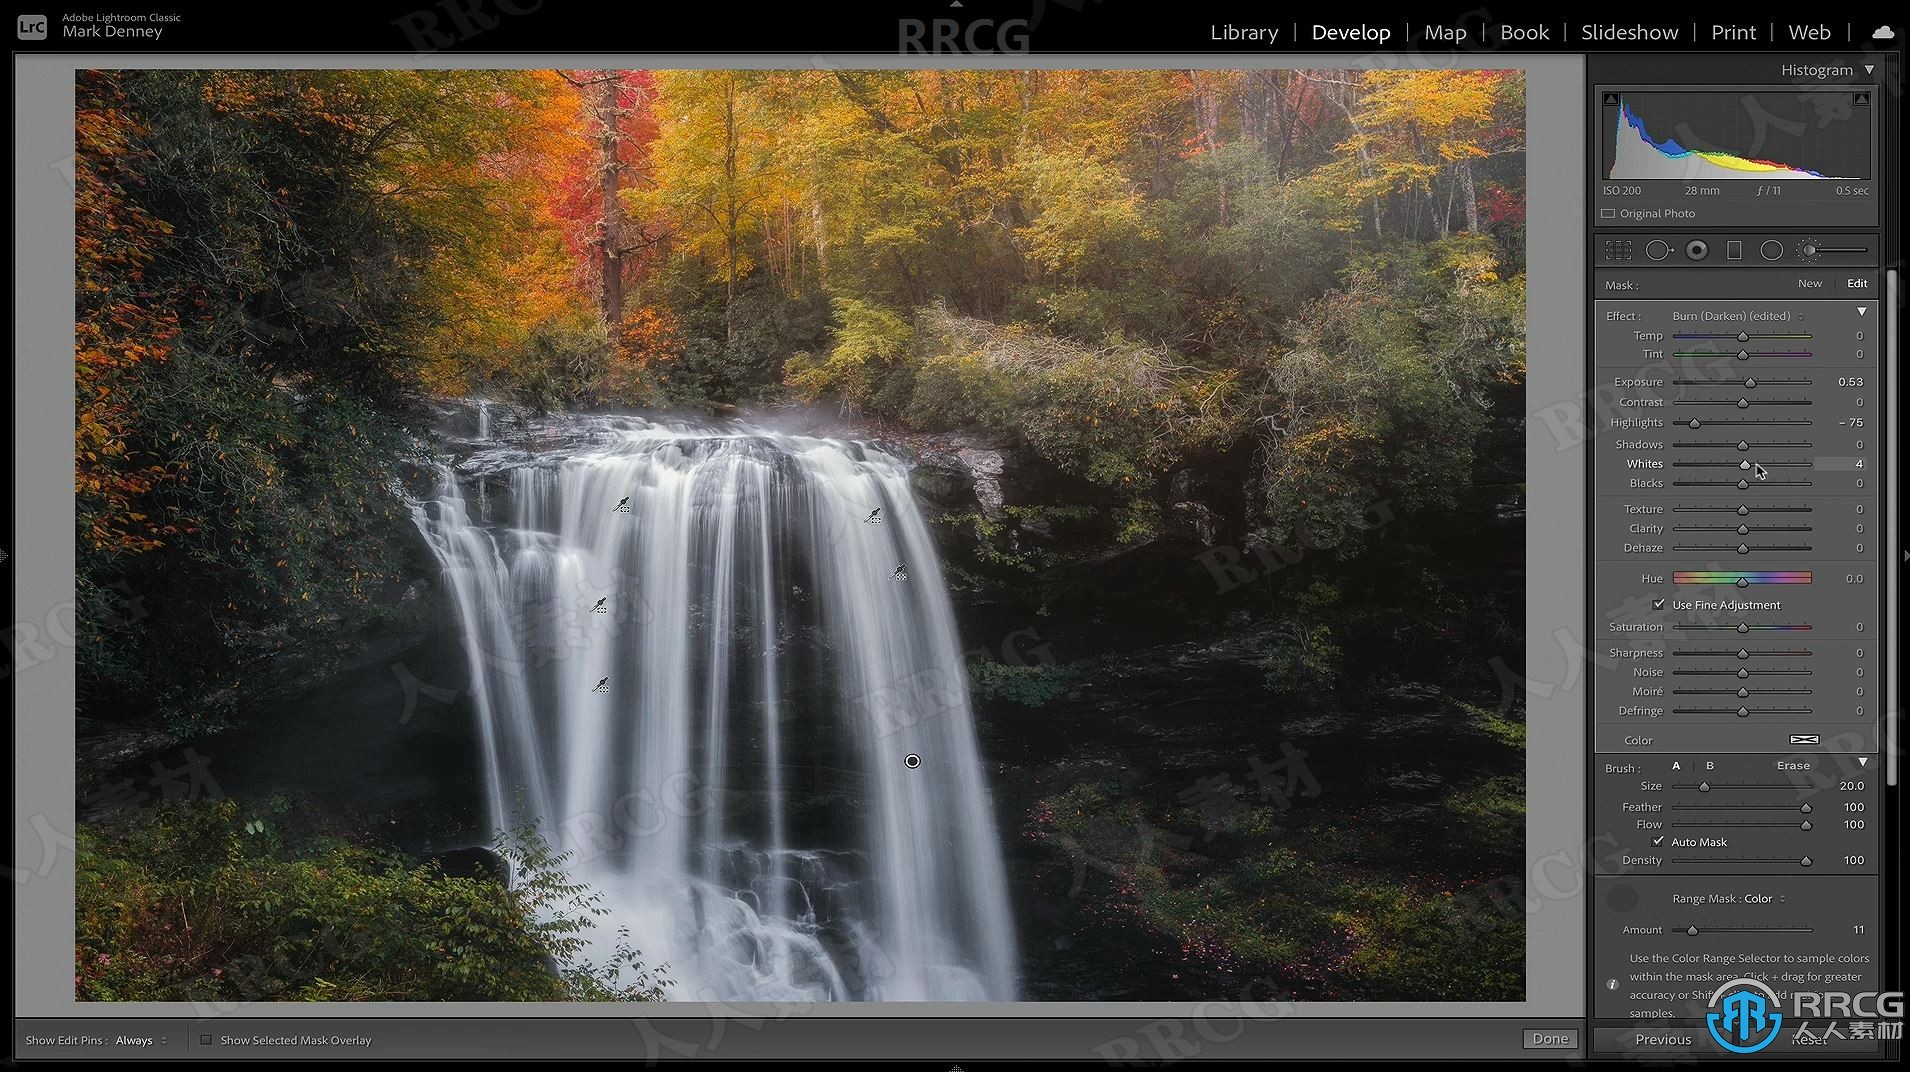 LrC
Adobe Lightroom Classic
Mark Denney
RRCG
Library | Develop | Map | Book | Slideshow | Print | Web |
Histogram
ISO 200 28 mm ƒ / 11 0.5 sec
Original Photo
Mask : New Edit
Effect : Burn (Darken) (edited)
Temp 0
Tint 0
Exposure 0.53
Contrast 0
Highlights – 75
Shadows 0
Whites 4
Blacks 0
Texture 0
Clarity 0
Dehaze 0
Hue 0.0
Use Fine Adjustment
Saturation 0
Sharpness 0
Noise 0
Moiré 0
Defringe 0
Color
Brush : A B Erase
Size 20.0
Feather 100
Flow 100
Auto Mask
Density 100
Range Mask : Color
Amount 11
Use the Color Range Selector to sample colors
within the mask area. Click + drag for greater
accuracy or Shift
samples.
RRCG
人人素材
Show Edit Pins : Always
Show Selected Mask Overlay
Done
Previous
Reset